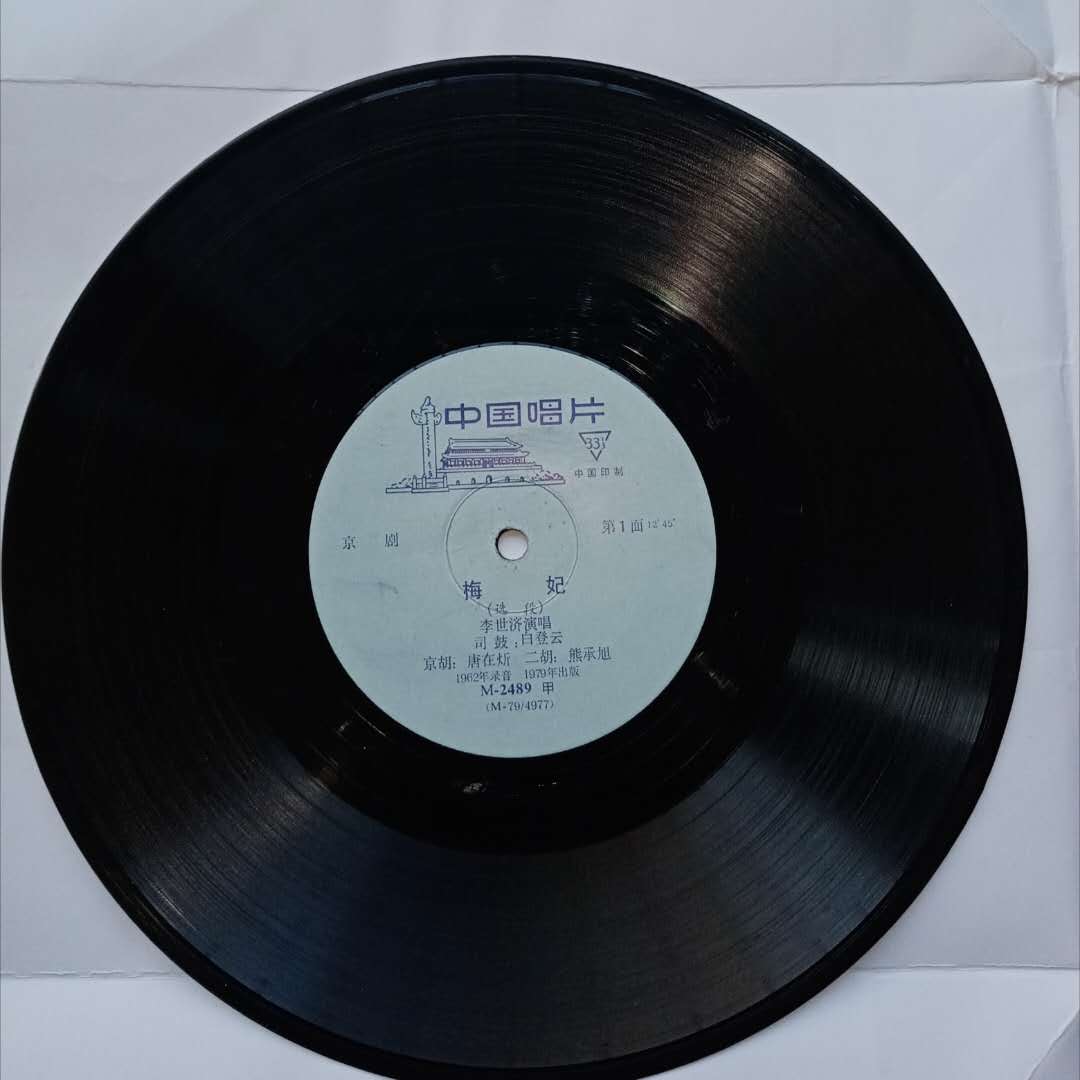 中国唱片
33⅓
中国印制
京 剧
第1面 12′45″
梅 妃
(选 段)
李世济演唱
司 鼓:白登云
京胡:唐在炘 二胡:熊承旭
1962年录音 1979年出版
M-2489 甲
(M-79/4977)